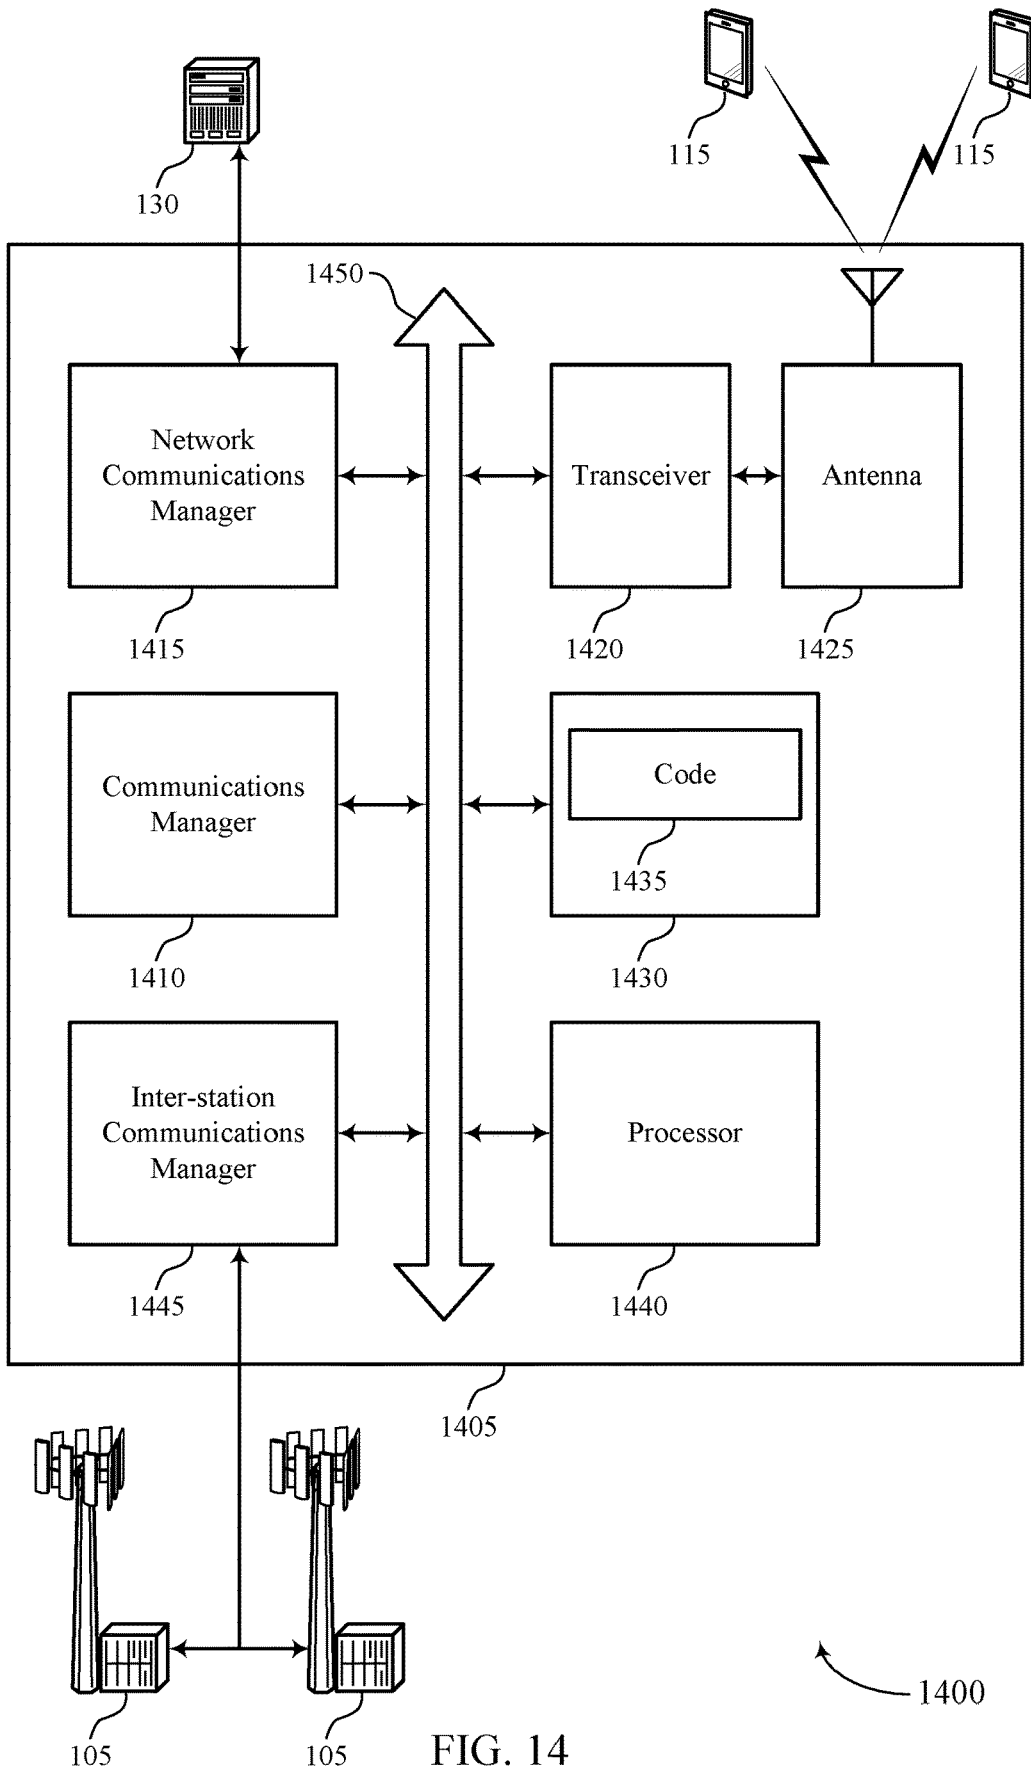 130
115
115
1450
Network
Communications
Manager
Transceiver
Antenna
1415
1420
1425
Communications
Manager
Code
1435
1410
1430
Inter-station
Communications
Manager
Processor
1445
1440
1405
105
105
1400
FIG. 14